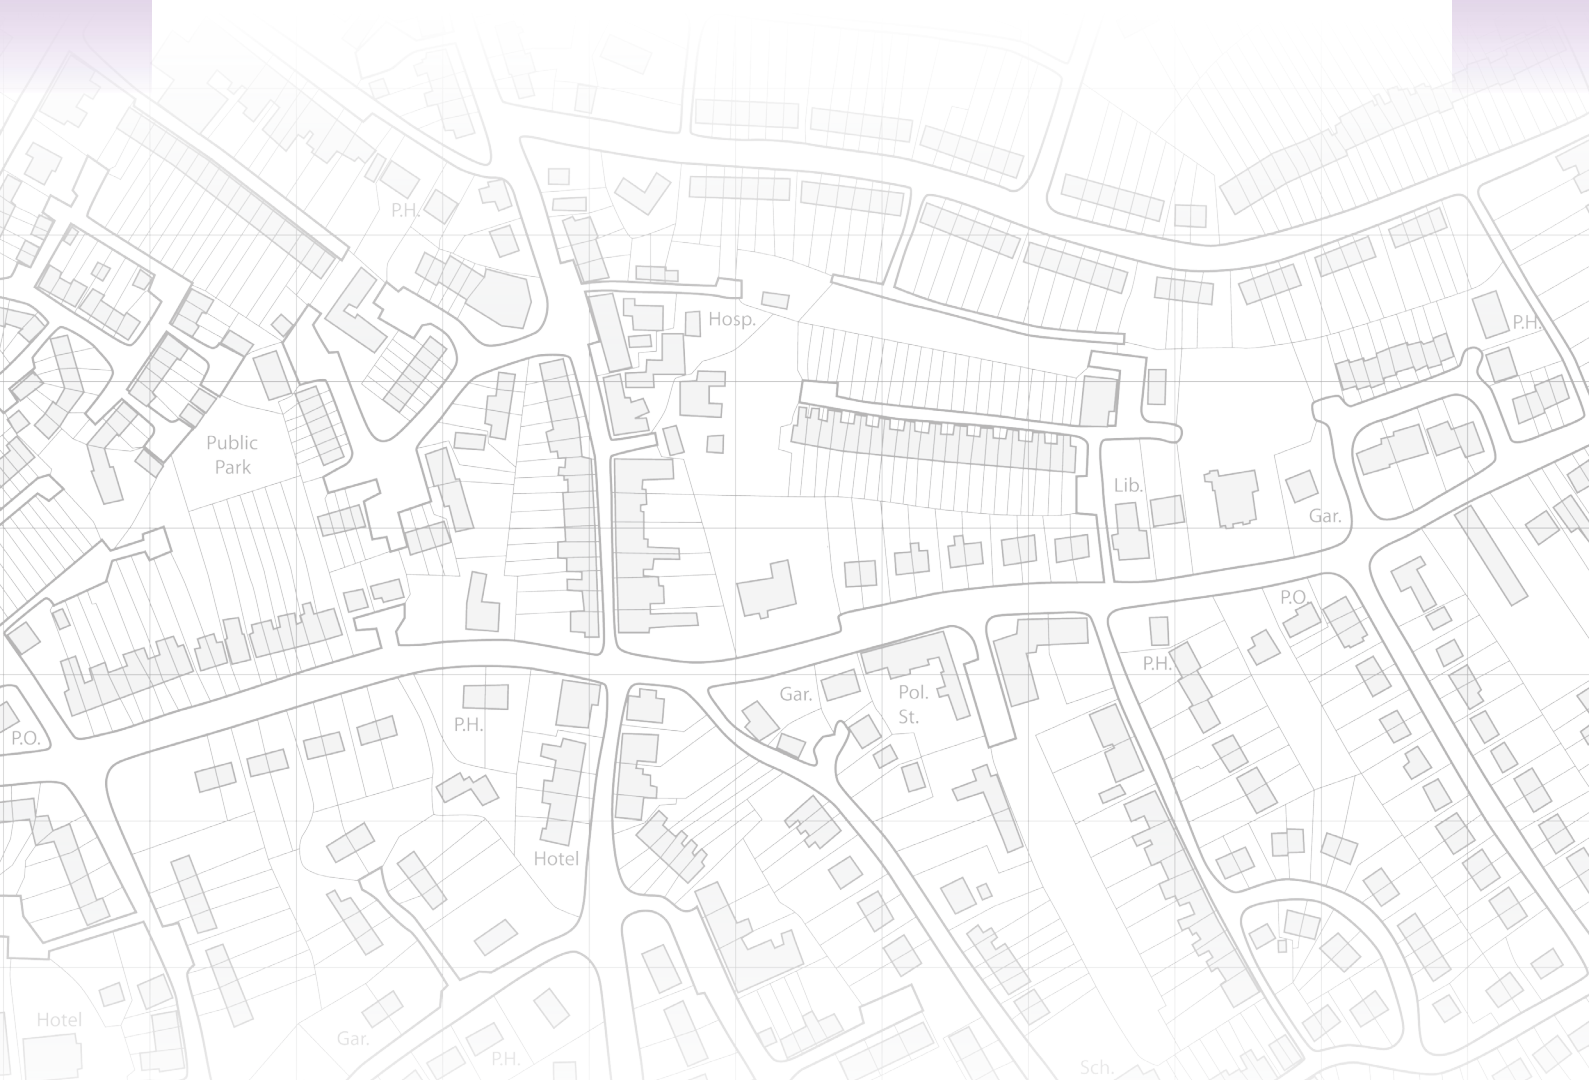 P.H.
Hosp.
P.H.
Public
Park
Lib.
Gar.
P.O
P.H.
Gar.
Pol.
St.
P.H.
P.O.
Hotel
Hotel
Gar.
P.H.
Sch.